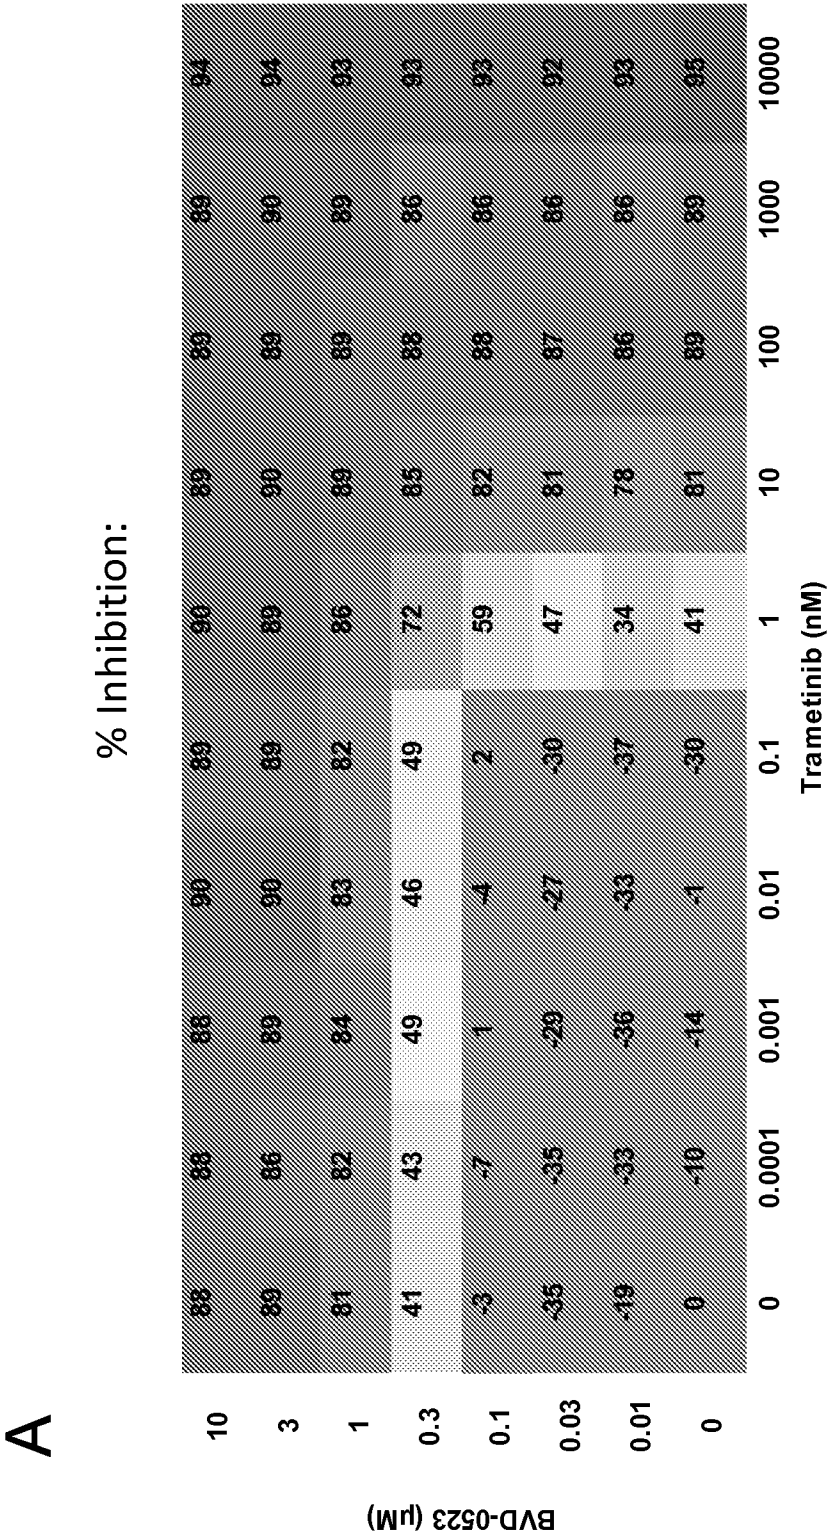 A
% Inhibition:
BVD-0523 (µM)
10 88 88 88 90 89 90 89 89 89 94
3 89 86 89 90 89 89 90 89 90 94
1 81 82 84 83 82 86 89 89 89 93
0.3 41 43 49 46 49 72 85 88 86 93
0.1 -3 -7 1 -4 2 59 82 88 86 93
0.03 -35 -35 -29 -27 -30 47 81 87 86 92
0.01 -19 -33 -36 -33 -37 34 78 86 86 93
0 0 -10 -14 -1 -30 41 81 89 89 95
0 0.0001 0.001 0.01 0.1 1 10 100 1000 10000
Trametinib (nM)